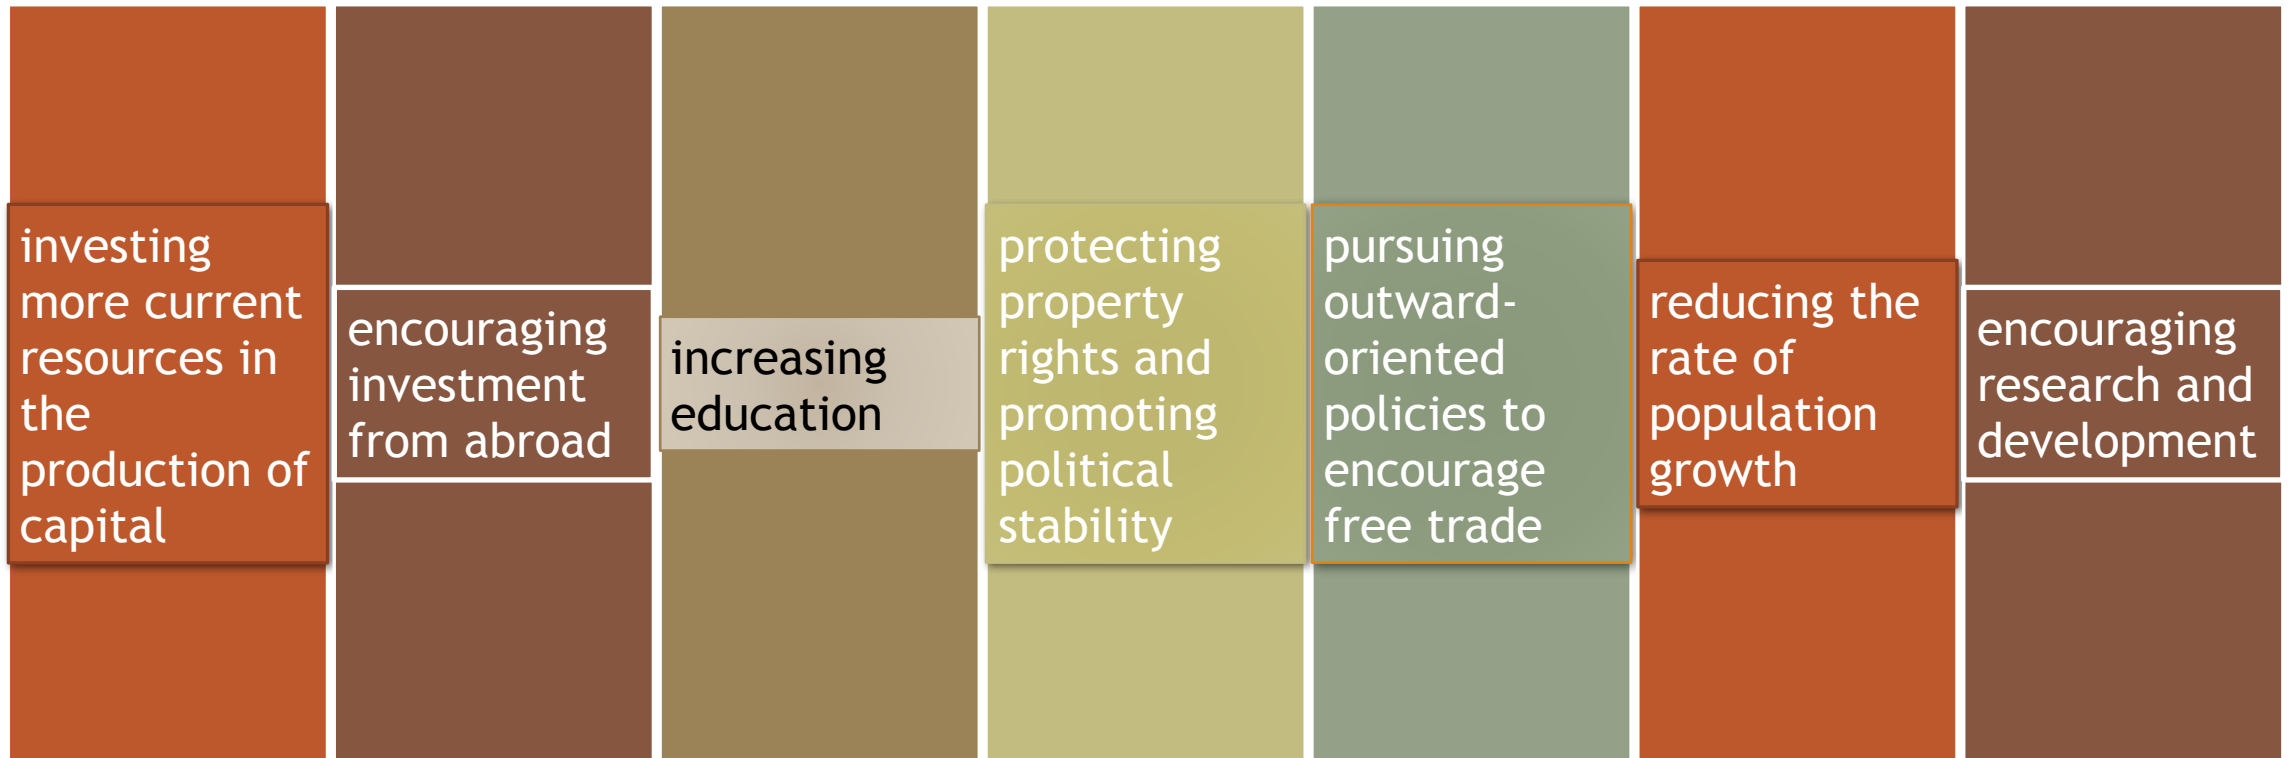 investing
more current
resources in
the
production of
capital
encouraging
investment
from abroad
increasing
education
protecting
property
rights and
promoting
political
stability
pursuing
outward-
oriented
policies to
encourage
free trade
reducing the
rate of
population
growth
encouraging
research and
development